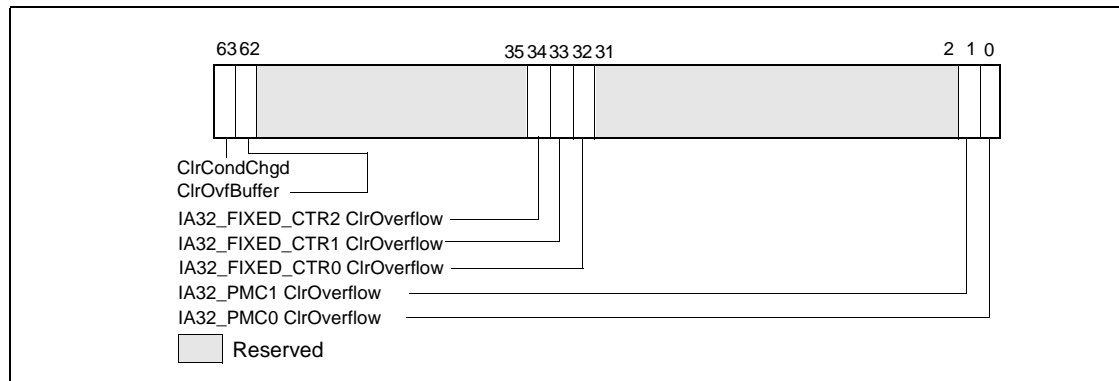 63 62 35 34 33 32 31 2 1 0
ClrCondChgd
ClrOvfBuffer
IA32_FIXED_CTR2 ClrOverflow
IA32_FIXED_CTR1 ClrOverflow
IA32_FIXED_CTR0 ClrOverflow
IA32_PMC1 ClrOverflow
IA32_PMC0 ClrOverflow
Reserved